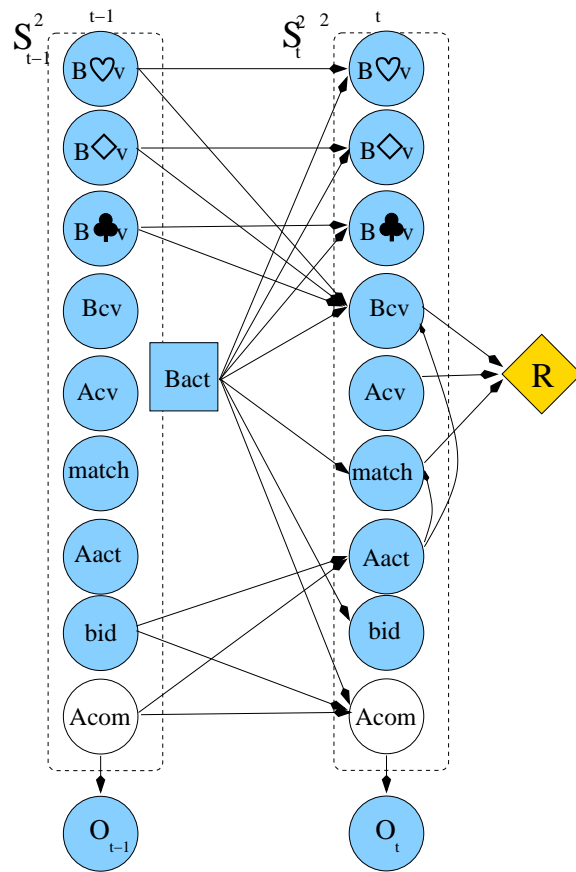 t−1 t
S 2 S 2 2
t−1 t
B♡v B♡v
B◇v B◇v
B♣v B♣v
Bcv Bcv
Bact R
Acv Acv
match match
Aact Aact
bid bid
Acom Acom
O t−1 O t